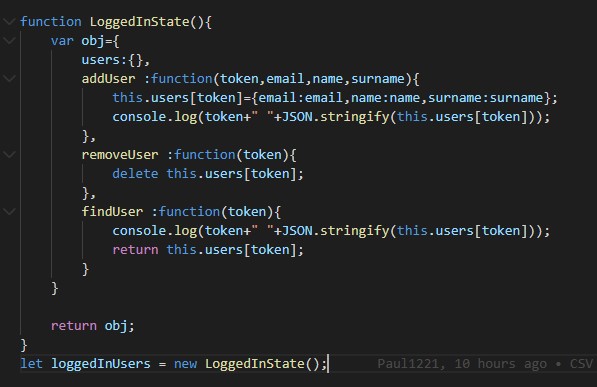 function LoggedInState(){
    var obj={
        users:{},
        addUser :function(token,email,name,surname){
            this.users[token]={email:email,name:name,surname:surname};
            console.log(token+" "+JSON.stringify(this.users[token]));
        },
        removeUser :function(token){
            delete this.users[token];
        },
        findUser :function(token){
            console.log(token+" "+JSON.stringify(this.users[token]));
            return this.users[token];
        }
    }

    return obj;
}
let loggedInUsers = new LoggedInState(); Paul1221, 10 hours ago • CSV